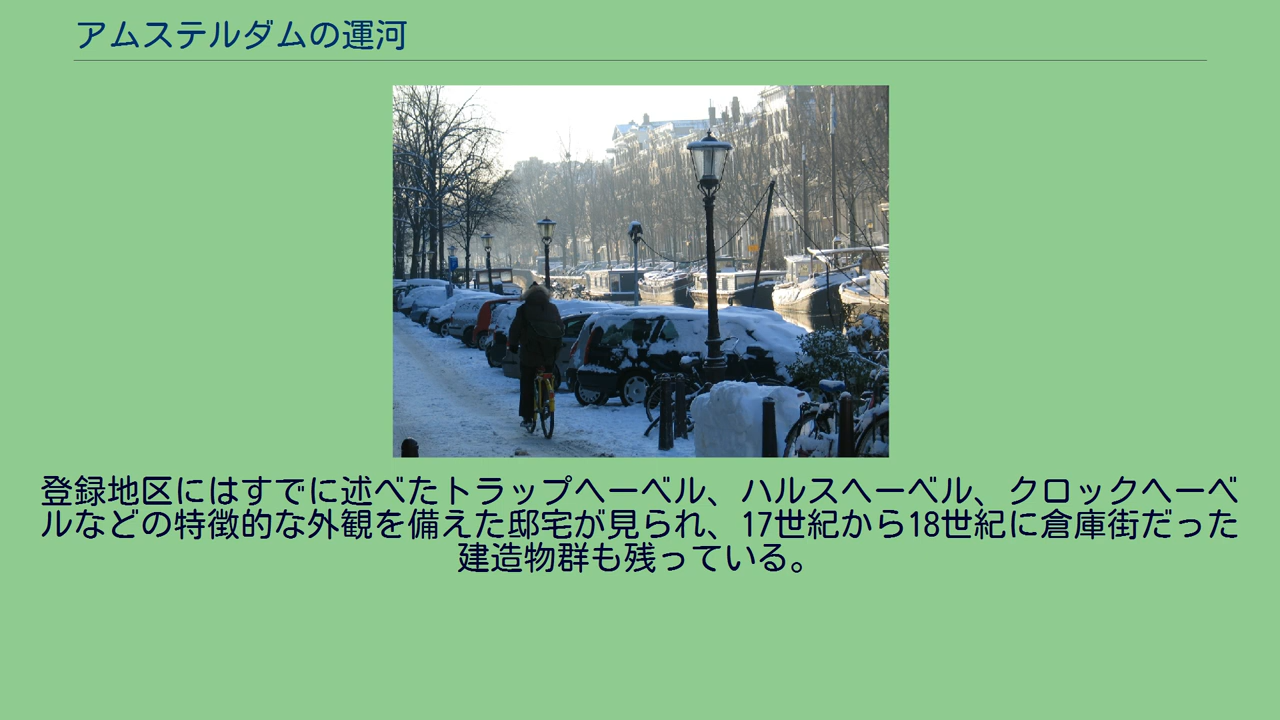 アムステルダムの運河
登録地区にはすでに述べたトラップヘーベル、ハルスヘーベル、クロックヘーベ
ルなどの特徴的な外観を備えた邸宅が見られ、17世紀から18世紀に倉庫街だった
建造物群も残っている。